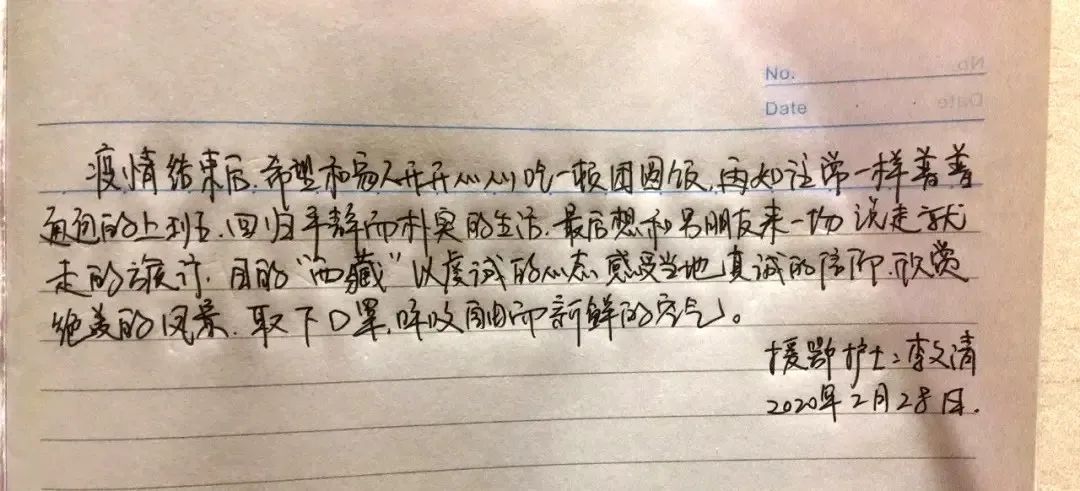 No.
Date
疫情结束后,希望和家人开开心心吃一顿团圆饭,再如往常一样普普
通通的上班,回归平静而朴实的生活.最后想和男朋友来一场说走就
走的旅行.目的"西藏"以虔诚的心态感受当地真诚的信仰.欣赏
绝美的风景.取下口罩,呼吸自由而新鲜的空气。
援鄂护士:李文清
2020年2月28日.